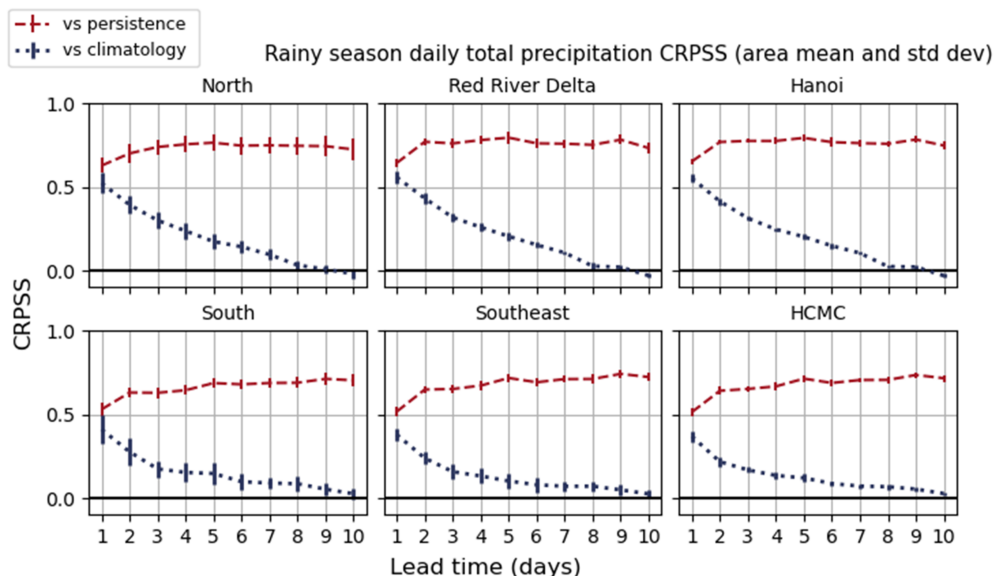 vs persistence
vs climatology
Rainy season daily total precipitation CRPSS (area mean and std dev)
North Red River Delta Hanoi
1.0
0.5
0.0
South Southeast HCMC
CRPSS
1.0
0.5
0.0
1 2 3 4 5 6 7 8 9 10 1 2 3 4 5 6 7 8 9 10 1 2 3 4 5 6 7 8 9 10
Lead time (days)